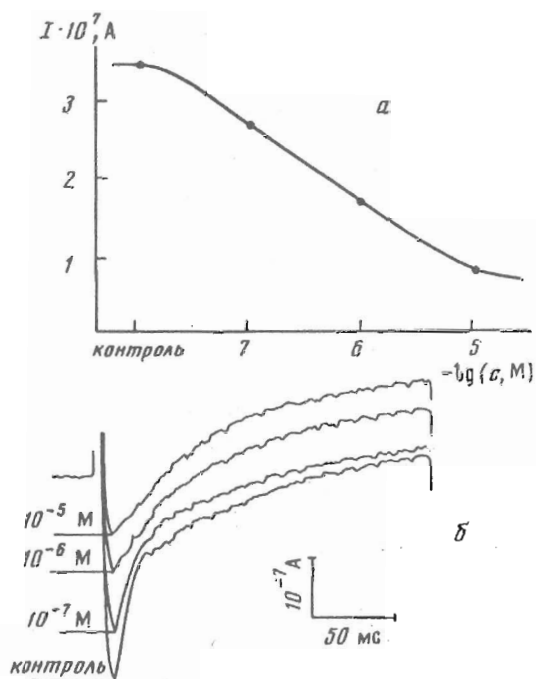 I·10⁷, А
а
3
2
1
контроль 7 6 5
−lg (с, М)
10⁻⁵ М
10⁻⁶ М
б
10⁻⁷ М
10⁻⁷ А
50 мс
контроль